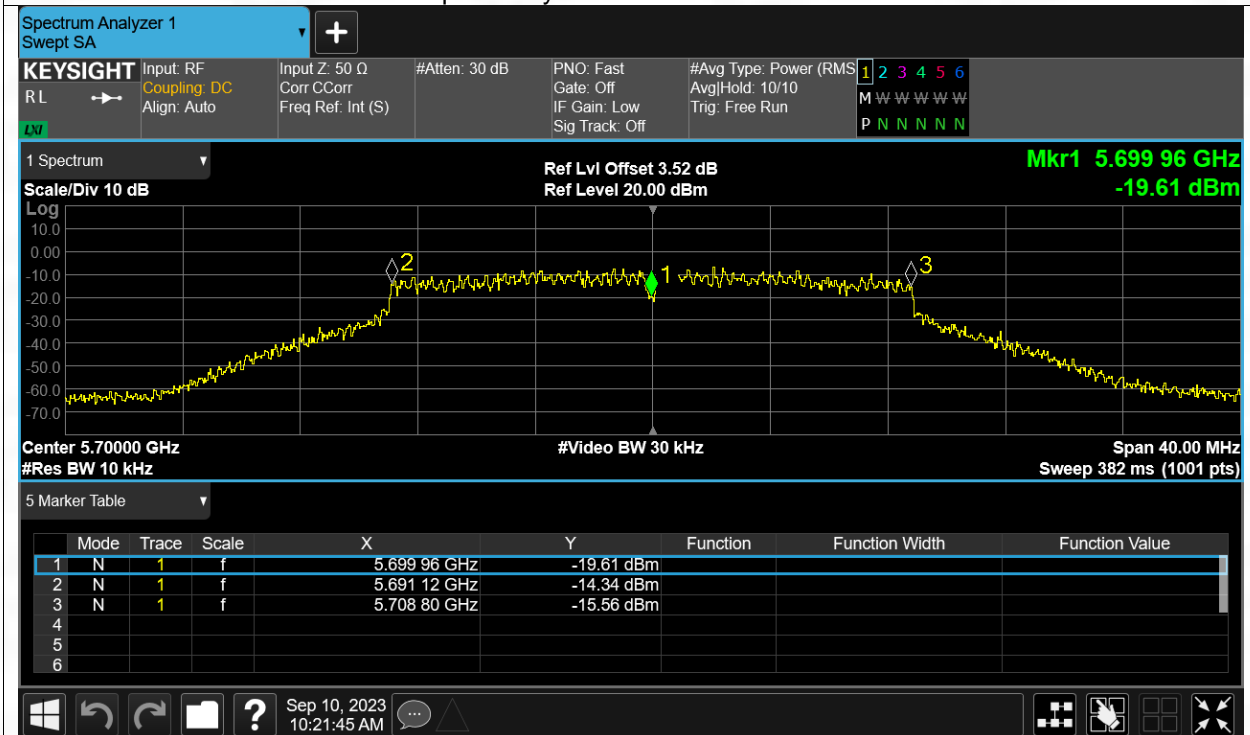 Spectrum Analyzer 1
Swept SA
+
KEYSIGHT Input: RF Input Z: 50 Ω #Atten: 30 dB PNO: Fast #Avg Type: Power (RMS 1 2 3 4 5 6
RL Coupling: DC Corr CCorr Gate: Off Avg|Hold: 10/10 M W W W W W
Align: Auto Freq Ref: Int (S) IF Gain: Low Trig: Free Run
LXI Sig Track: Off P N N N N N N
1 Spectrum Ref Lvl Offset 3.52 dB Mkr1 5.699 96 GHz
Scale/Div 10 dB Ref Level 20.00 dBm -19.61 dBm
Log
10.0
0.00
2 3
-10.0 1
-20.0
-30.0
-40.0
-50.0
-60.0
-70.0
Center 5.70000 GHz #Video BW 30 kHz Span 40.00 MHz
#Res BW 10 kHz Sweep 382 ms (1001 pts)
5 Marker Table
Mode Trace Scale X Y Function Function Width Function Value
1 N 1 f 5.699 96 GHz -19.61 dBm
2 N 1 f 5.691 12 GHz -14.34 dBm
3 N 1 f 5.708 80 GHz -15.56 dBm
4
5
6
? Sep 10, 2023
10:21:45 AM